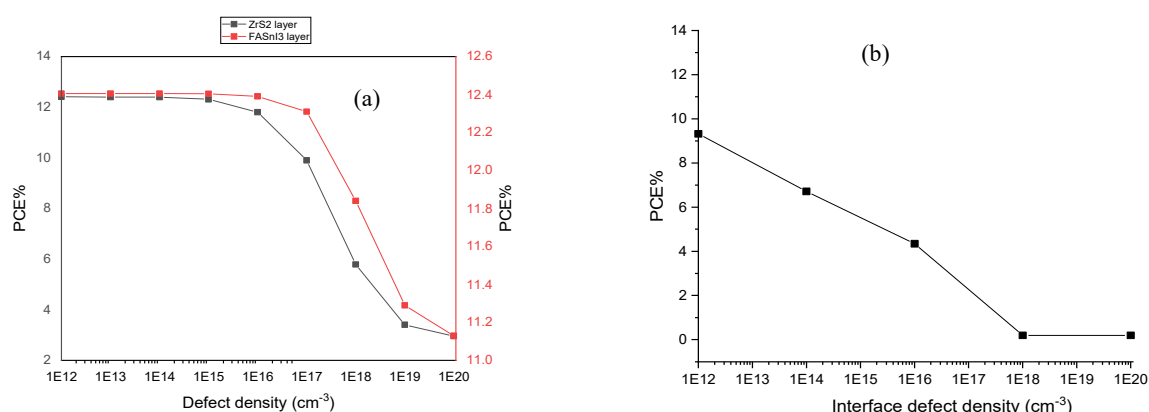 ZrS2 layer
FASnI3 layer
(a)
14
12
10
8
6
4
2
PCE%
12.6
12.4
12.2
12.0
11.8
11.6
11.4
11.2
11.0
PCE%
1E12 1E13 1E14 1E15 1E16 1E17 1E18 1E19 1E20
Defect density (cm⁻³)
(b)
14
12
10
8
6
4
2
0
PCE%
1E12 1E13 1E14 1E15 1E16 1E17 1E18 1E19 1E20
Interface defect density (cm⁻³)